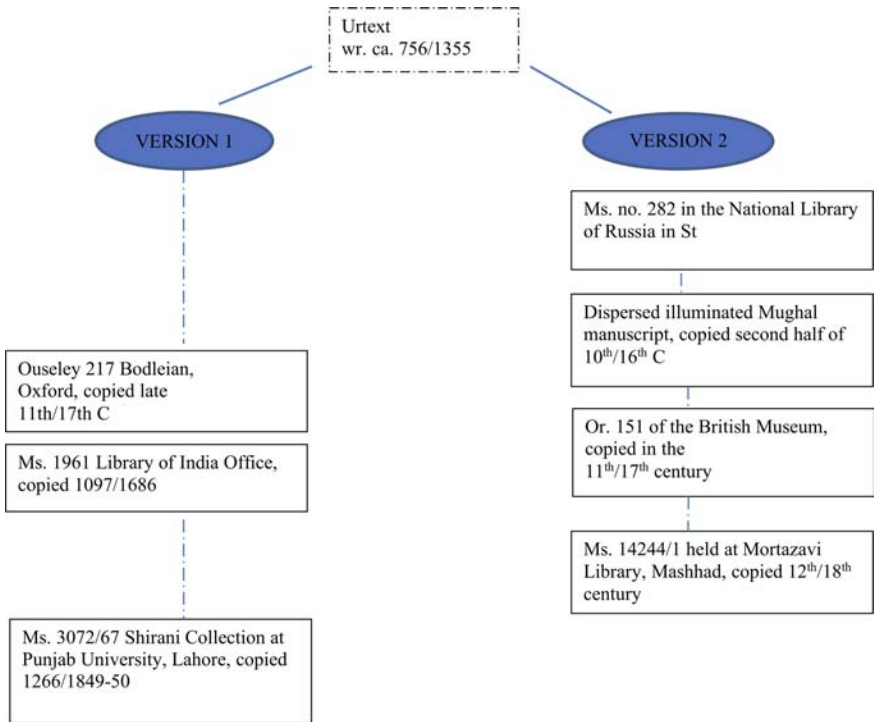 Urtext
wr. ca. 756/1355
VERSION 1
VERSION 2
Ouseley 217 Bodleian,
Oxford, copied late
11th/17th C
Ms. 1961 Library of India Office,
copied 1097/1686
Ms. 3072/67 Shirani Collection at
Punjab University, Lahore, copied
1266/1849-50
Ms. no. 282 in the National Library
of Russia in St
Dispersed illuminated Mughal
manuscript, copied second half of
10th/16th C
Or. 151 of the British Museum,
copied in the
11th/17th century
Ms. 14244/1 held at Mortazavi
Library, Mashhad, copied 12th/18th
century